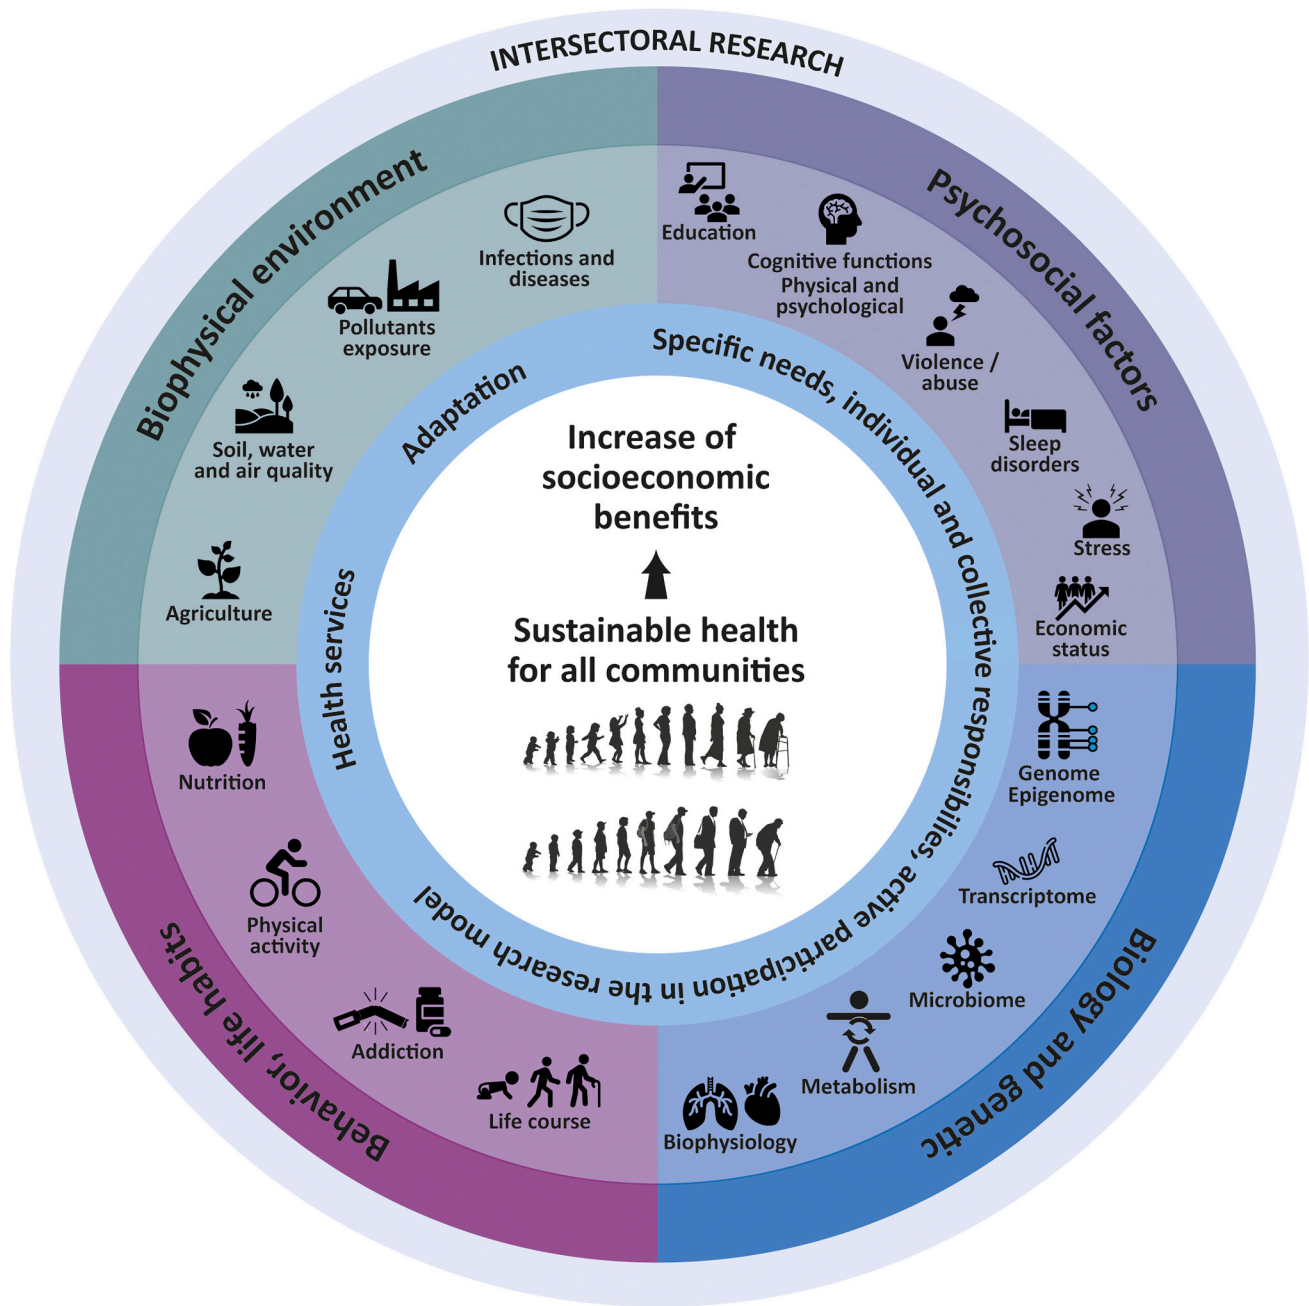 INTERSECTORAL RESEARCH
Biophysical environment
Infections and
diseases
Pollutants
exposure
Soil, water
and air quality
Agriculture
Psychosocial factors
Education
Cognitive functions
Physical and
psychological
Violence /
abuse
Sleep
disorders
Stress
Economic
status
Biology and genetic
Genome
Epigenome
Transcriptome
Microbiome
Metabolism
Biophysiology
Behavior, life habits
Nutrition
Physical
activity
Addiction
Life course
Health services
Adaptation
Specific needs, individual and collective responsibilies, active participation in the research model
Increase of
socioeconomic
benefits
Sustainable health
for all communities